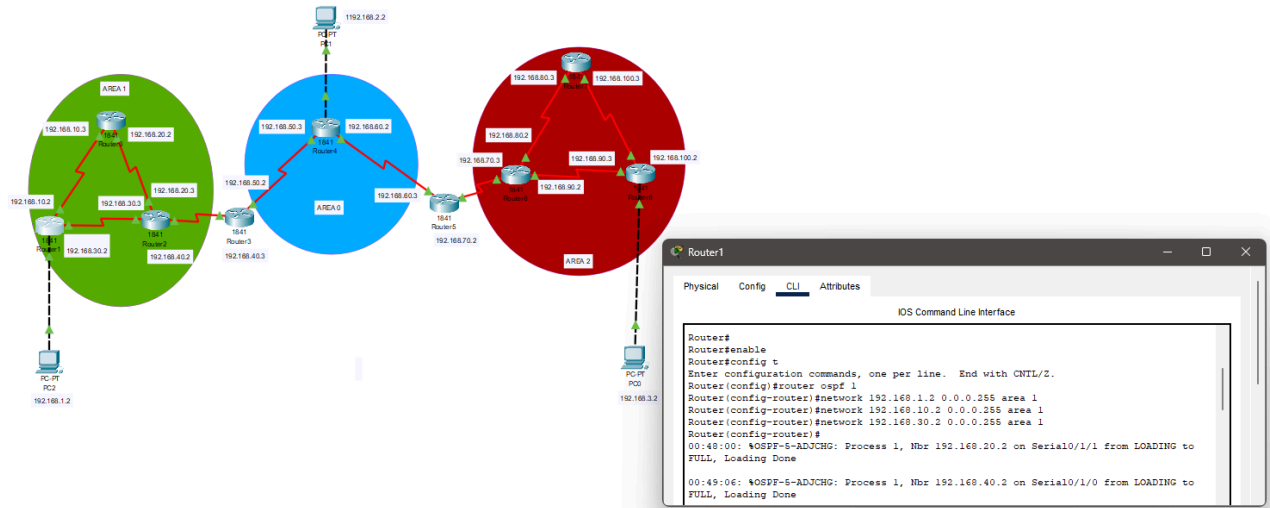 1192.168.2.2
PC-PT
PC1
AREA 1
192.168.10.3
192.168.20.2
1841
192.168.20.3
192.168.10.2
192.168.30.3
1841
Router1
192.168.30.2
1841
Router2
192.168.40.2
PC-PT
PC2
192.168.1.2
192.168.50.3
192.168.60.2
1841
Router4
192.168.50.2
1841
Router3
192.168.40.3
AREA 0
192.168.60.3
1841
Router5
192.168.70.2
192.168.80.3
192.168.100.3
192.168.80.2
192.168.70.3
192.168.90.3
192.168.100.2
1841
192.168.90.2
AREA 2
PC-PT
PC0
192.168.3.2
Router1
Physical Config CLI Attributes
IOS Command Line Interface
Router#
Router#enable
Router#config t
Enter configuration commands, one per line. End with CNTL/Z.
Router(config)#router ospf 1
Router(config-router)#network 192.168.1.2 0.0.0.255 area 1
Router(config-router)#network 192.168.10.2 0.0.0.255 area 1
Router(config-router)#network 192.168.30.2 0.0.0.255 area 1
Router(config-router)#
00:48:00: %OSPF-5-ADJCHG: Process 1, Nbr 192.168.20.2 on Serial0/1/1 from LOADING to
FULL, Loading Done
00:49:06: %OSPF-5-ADJCHG: Process 1, Nbr 192.168.40.2 on Serial0/1/0 from LOADING to
FULL, Loading Done